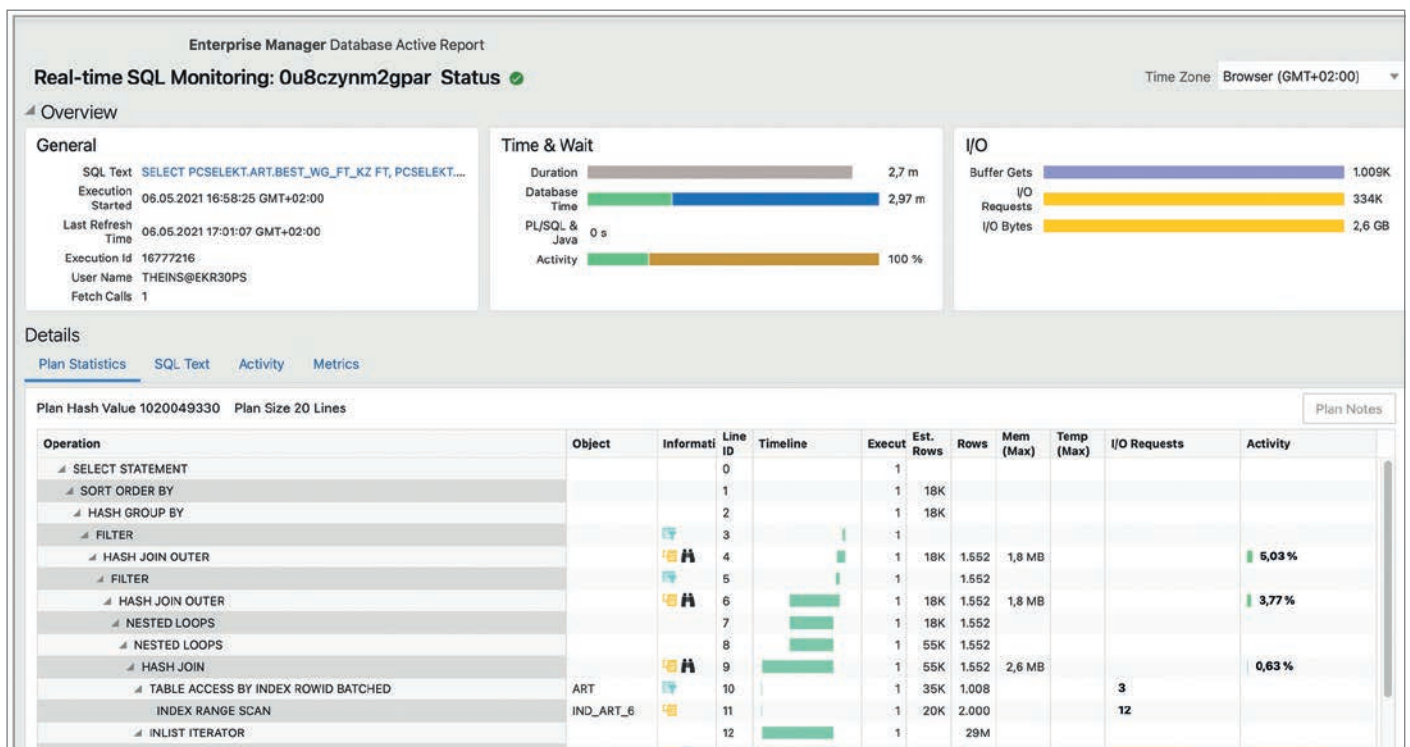 Enterprise Manager Database Active Report
Real-time SQL Monitoring: 0u8czynm2gpar Status
Time Zone Browser (GMT+02:00)
Overview
General
SQL Text SELECT PCSELEKT.ART.BEST_WG_FT_KZ FT, PCSELEKT....
Execution Started 06.05.2021 16:58:25 GMT+02:00
Last Refresh Time 06.05.2021 17:01:07 GMT+02:00
Execution Id 16777216
User Name THEINS@EKR30PS
Fetch Calls 1
Time & Wait
Duration 2,7 m
Database Time 2,97 m
PL/SQL & Java 0 s
Activity 100 %
I/O
Buffer Gets 1.009K
I/O Requests 334K
I/O Bytes 2,6 GB
Details
Plan Statistics SQL Text Activity Metrics
Plan Hash Value 1020049330 Plan Size 20 Lines
Plan Notes
Operation Object Informati Line ID Timeline Execut Est. Rows Rows Mem (Max) Temp (Max) I/O Requests Activity
SELECT STATEMENT 0 1
SORT ORDER BY 1 1 18K
HASH GROUP BY 2 1 18K
FILTER 3 1
HASH JOIN OUTER 4 1 18K 1.552 1,8 MB 5,03 %
FILTER 5 1 1.552
HASH JOIN OUTER 6 1 18K 1.552 1,8 MB 3,77 %
NESTED LOOPS 7 1 18K 1.552
NESTED LOOPS 8 1 55K 1.552
HASH JOIN 9 1 55K 1.552 2,6 MB 0,63 %
TABLE ACCESS BY INDEX ROWID BATCHED ART 10 1 35K 1.008 3
INDEX RANGE SCAN IND_ART_6 11 1 20K 2.000 12
INLIST ITERATOR 12 1 29M